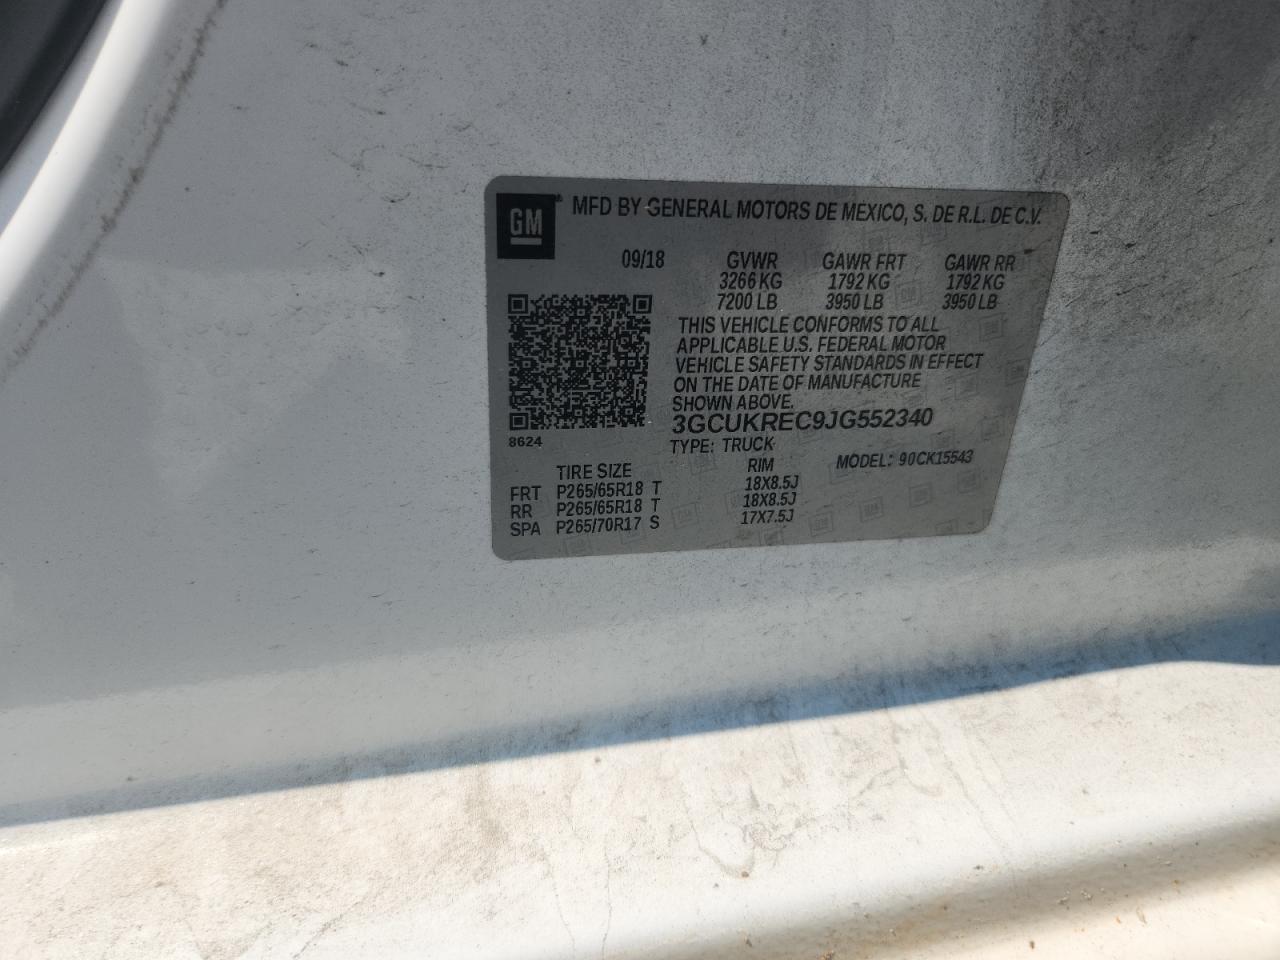 GM
MFD BY GENERAL MOTORS DE MEXICO, S. DE R.L. DE C.V.
09/18 GVWR GAWR FRT GAWR RR
3266 KG 1792 KG 1792 KG
7200 LB 3950 LB 3950 LB
THIS VEHICLE CONFORMS TO ALL
APPLICABLE U.S. FEDERAL MOTOR
VEHICLE SAFETY STANDARDS IN EFFECT
ON THE DATE OF MANUFACTURE
SHOWN ABOVE.
3GCUKREC9JG552340
8624
TYPE: TRUCK
MODEL: 90CK15543
TIRE SIZE RIM
FRT P265/65R18 T 18X8.5J
RR P265/65R18 T 18X8.5J
SPA P265/70R17 S 17X7.5J